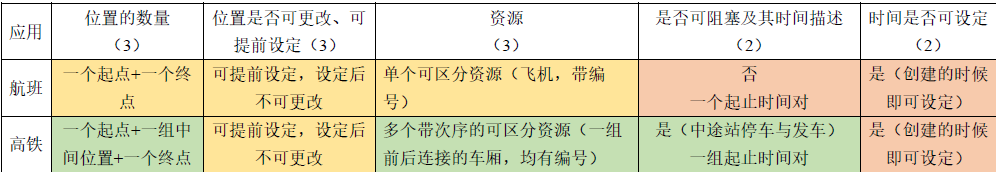 应用
位置的数量
（3）
位置是否可更改、可
提前设定（3）
资源
（3）
是否可阻塞及其时间描述
（2）
时间是否可设定
（2）
航班
一个起点+一个终
点
可提前设定，设定后
不可更改
单个可区分资源（飞机，带编
号）
否
一个起止时间对
是（创建的时候
即可设定）
高铁
一个起点+一组中
间位置+一个终点
可提前设定，设定后
不可更改
多个带次序的可区分资源（一组
前后连接的车厢，均有编号）
是（中途站停车与发车）
一组起止时间对
是（创建的时候
即可设定）